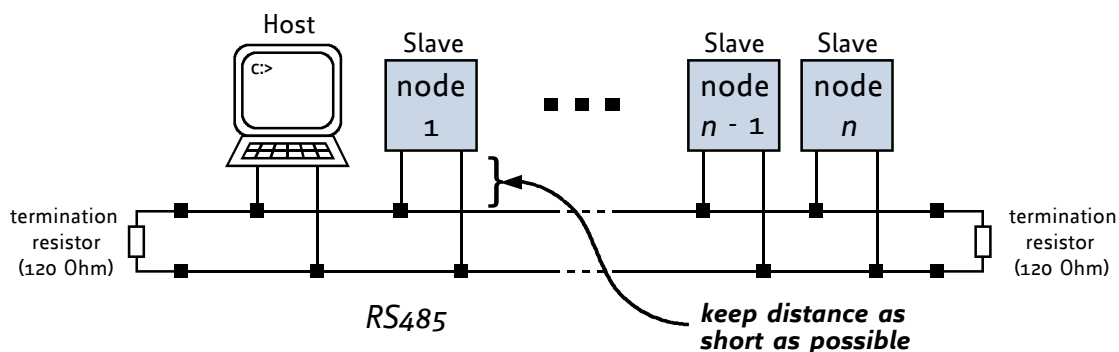 Host
C:>
Slave
node
1
Slave
node
n - 1
Slave
node
n
termination
resistor
(120 Ohm)
termination
resistor
(120 Ohm)
RS485
keep distance as
short as possible